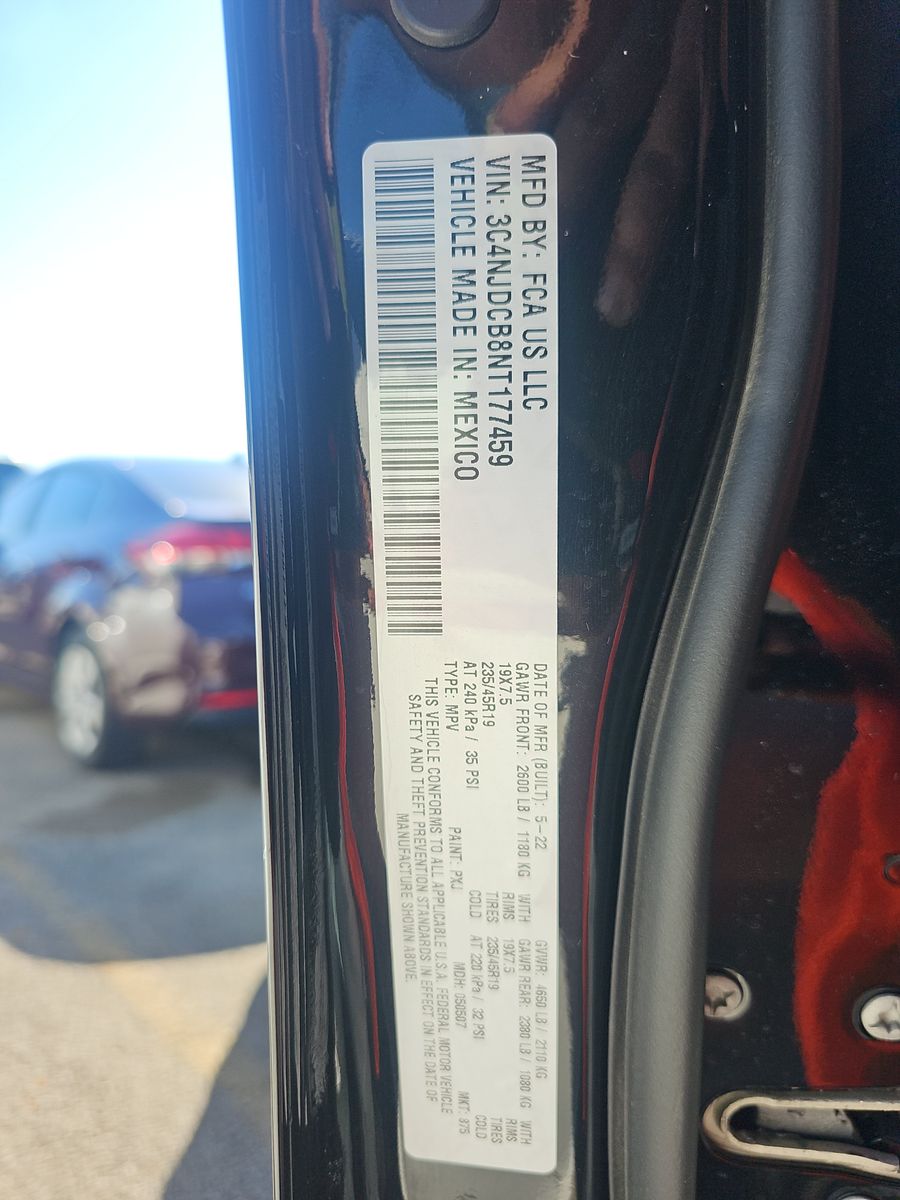 MFD BY: FCA US LLC
VIN: 3C4NJDCB8NT177459
VEHICLE MADE IN: MEXICO
DATE OF MFR (BUILT): 5-22 GVWR: 4650 LB / 2110 KG
GAWR FRONT: 2600 LB / 1180 KG WITH GAWR REAR: 2380 LB / 1080 KG WITH
19X7.5 RIMS 19X7.5 RIMS
235/45R19 TIRES 235/45R19 TIRES
AT 240 kPa / 35 PSI COLD AT 220 kPa / 32 PSI COLD
TYPE: MPV PAINT: PXJ MDH: 050507 MKT: 875
THIS VEHICLE CONFORMS TO ALL APPLICABLE U.S.A. FEDERAL MOTOR VEHICLE
SAFETY AND THEFT PREVENTION STANDARDS IN EFFECT ON THE DATE OF
MANUFACTURE SHOWN ABOVE.